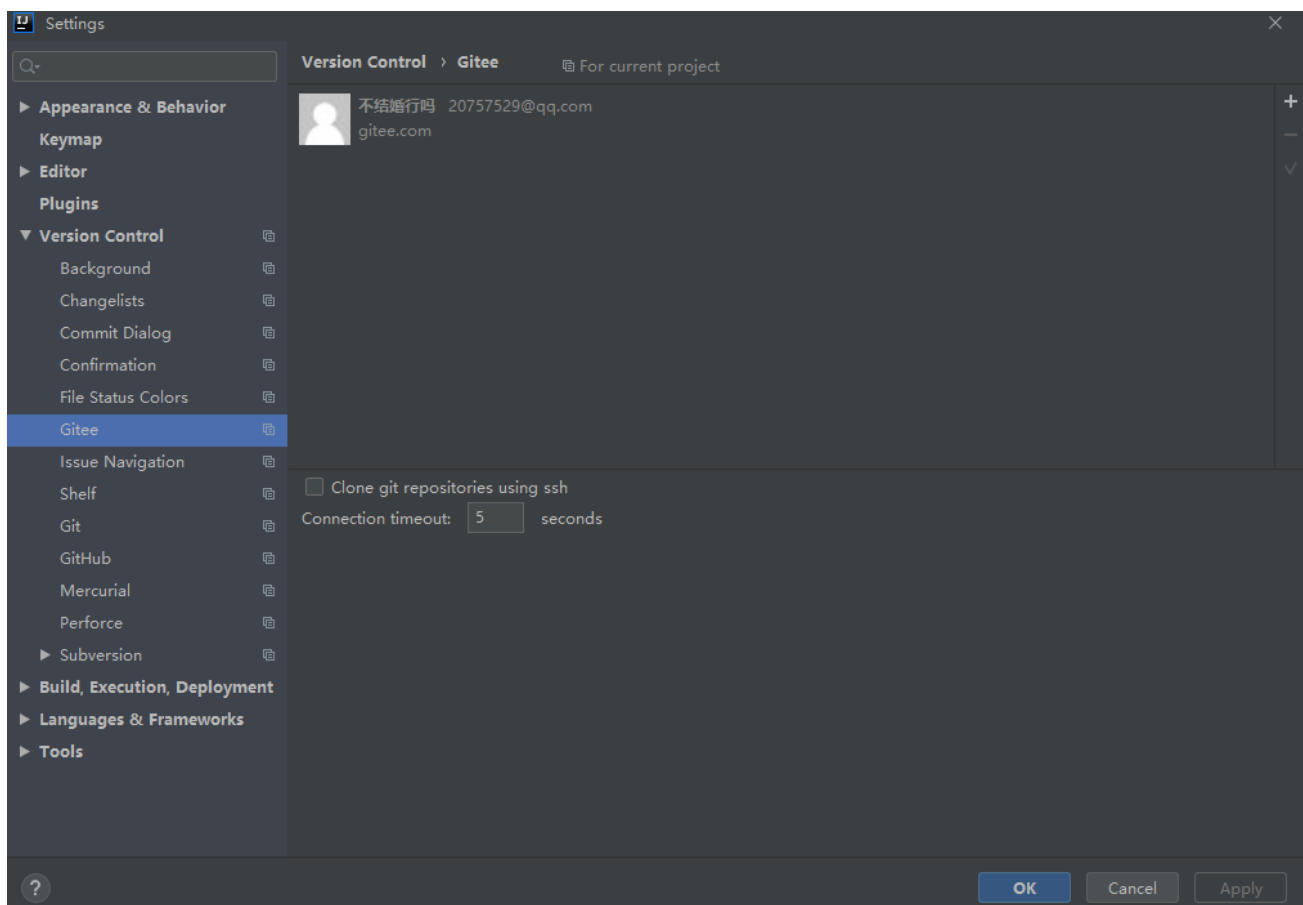 Settings
Version Control › Gitee For current project
Appearance & Behavior
Keymap
Editor
Plugins
Version Control
Background
Changelists
Commit Dialog
Confirmation
File Status Colors
Gitee
Issue Navigation
Shelf
Git
GitHub
Mercurial
Perforce
Subversion
Build, Execution, Deployment
Languages & Frameworks
Tools
不结婚行吗 20757529@qq.com
gitee.com
Clone git repositories using ssh
Connection timeout: 5 seconds
? OK Cancel Apply